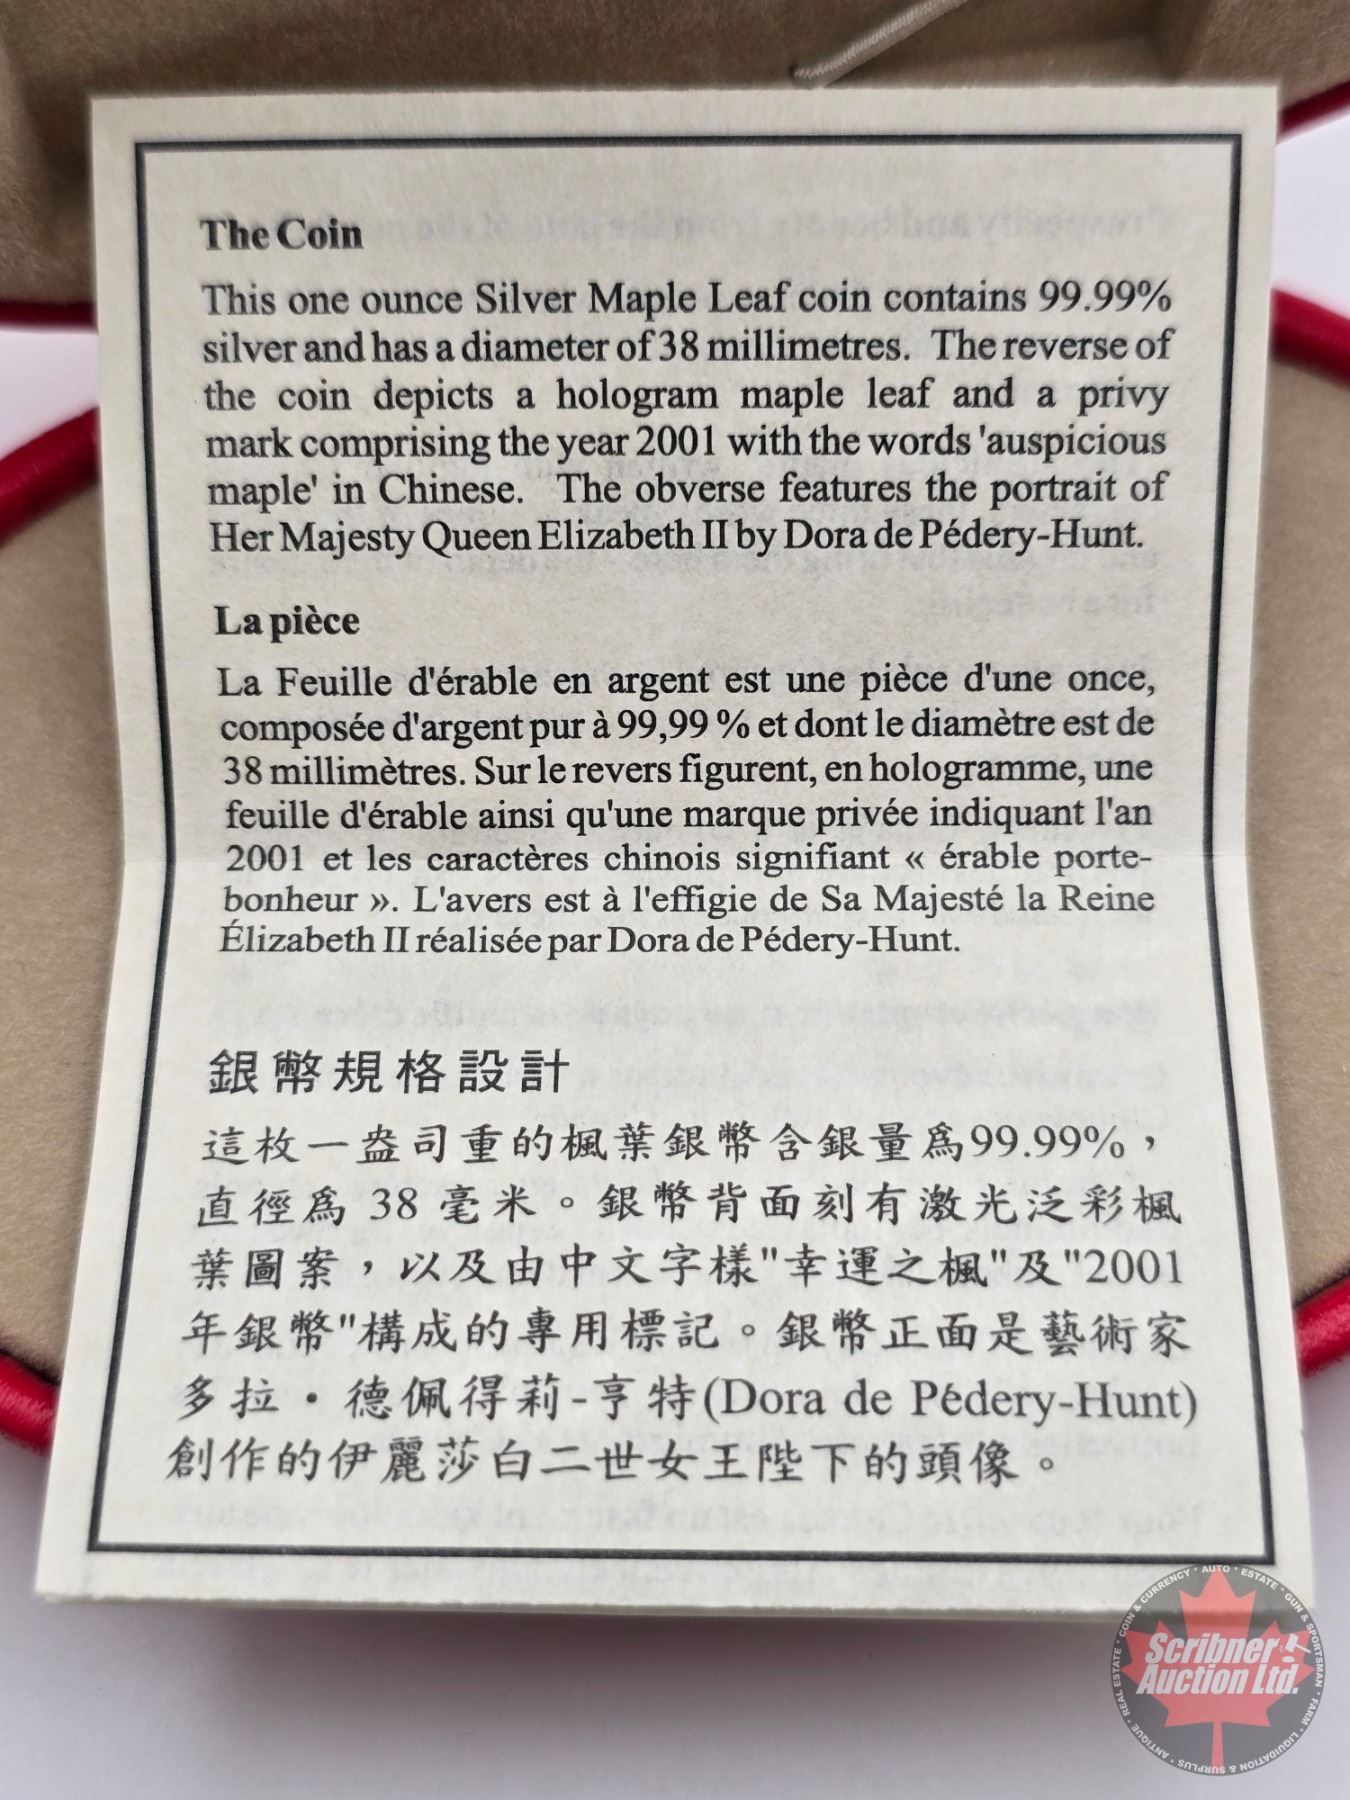 The Coin
This one ounce Silver Maple Leaf coin contains 99.99%
silver and has a diameter of 38 millimetres. The reverse of
the coin depicts a hologram maple leaf and a privy
mark comprising the year 2001 with the words 'auspicious
maple' in Chinese. The obverse features the portrait of
Her Majesty Queen Elizabeth II by Dora de Pédery-Hunt.
La pièce
La Feuille d'érable en argent est une pièce d'une once,
composée d'argent pur à 99,99 % et dont le diamètre est de
38 millimètres. Sur le revers figurent, en hologramme, une
feuille d'érable ainsi qu'une marque privée indiquant l'an
2001 et les caractères chinois signifiant « érable porte-
bonheur ». L'avers est à l'effigie de Sa Majesté la Reine
Élizabeth II réalisée par Dora de Pédery-Hunt.
銀幣規格設計
這枚一盎司重的楓葉銀幣含銀量爲99.99%，
直徑爲 38 毫米。銀幣背面刻有激光泛彩楓
葉圖案，以及由中文字樣"幸運之楓"及"2001
年銀幣"構成的專用標記。銀幣正面是藝術家
多拉・德佩得莉-亨特(Dora de Pédery-Hunt)
創作的伊麗莎白二世女王陛下的頭像。
Scribner
Auction Ltd.
COIN & CURRENCY • AUTO • ESTATE • GUN & SPORTSMAN • FARM • LIQUIDATION & SURPLUS • ANTIQUE • REAL ESTATE •